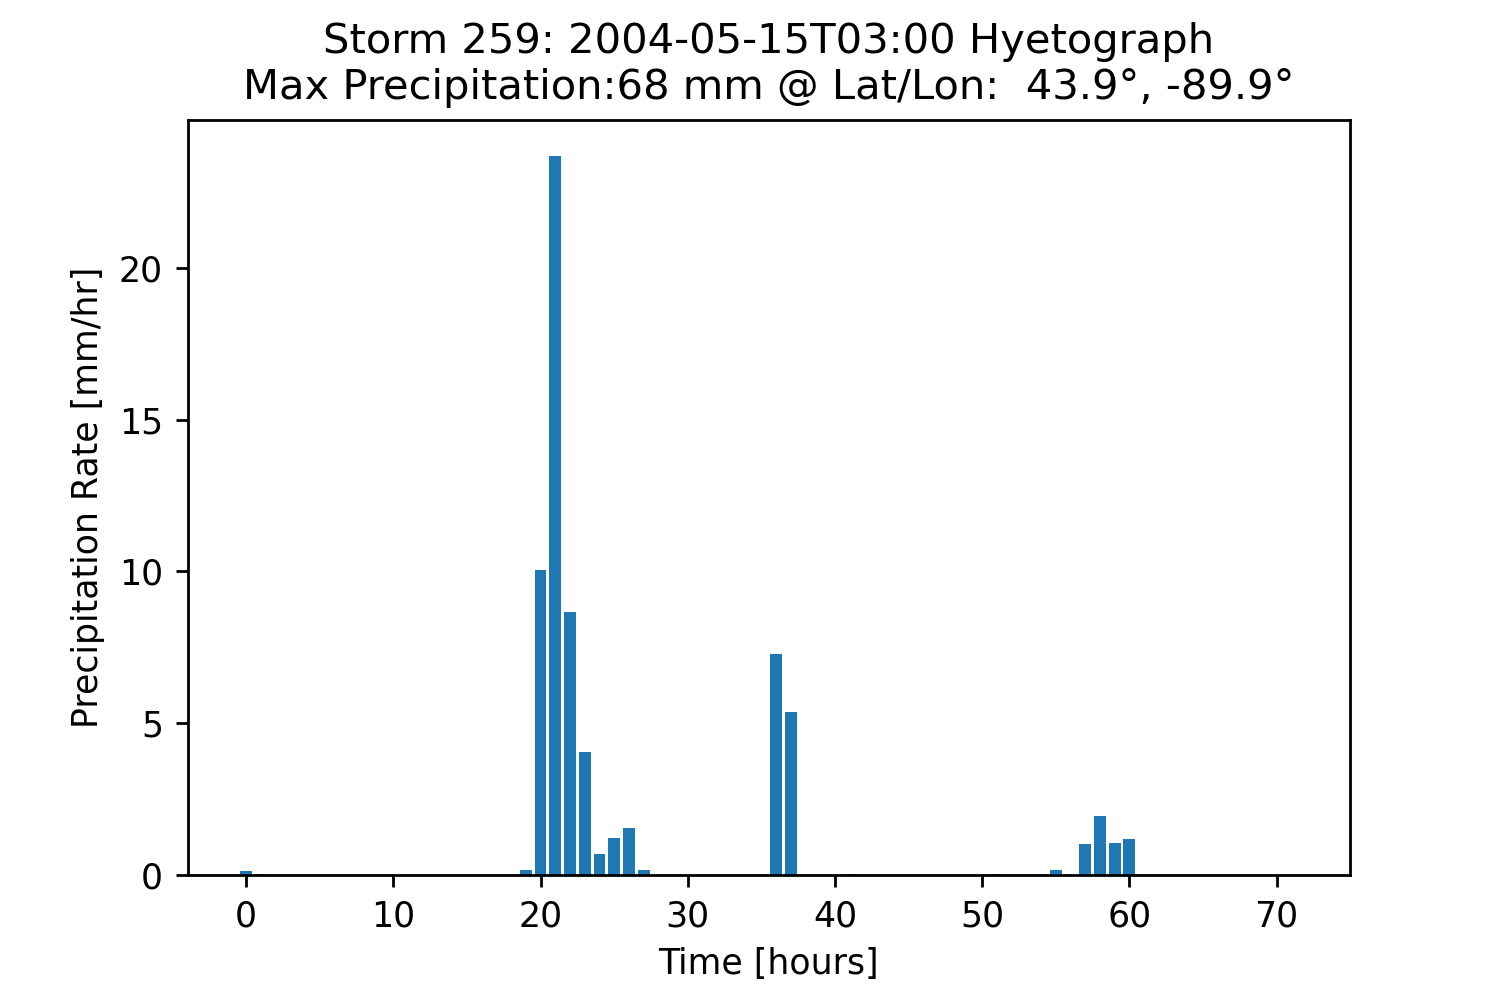 Storm 259: 2004-05-15T03:00 Hyetograph
Max Precipitation:68 mm @ Lat/Lon:  43.9°, -89.9°
Precipitation Rate [mm/hr]
20
15
10
5
0
0 10 20 30 40 50 60 70
Time [hours]